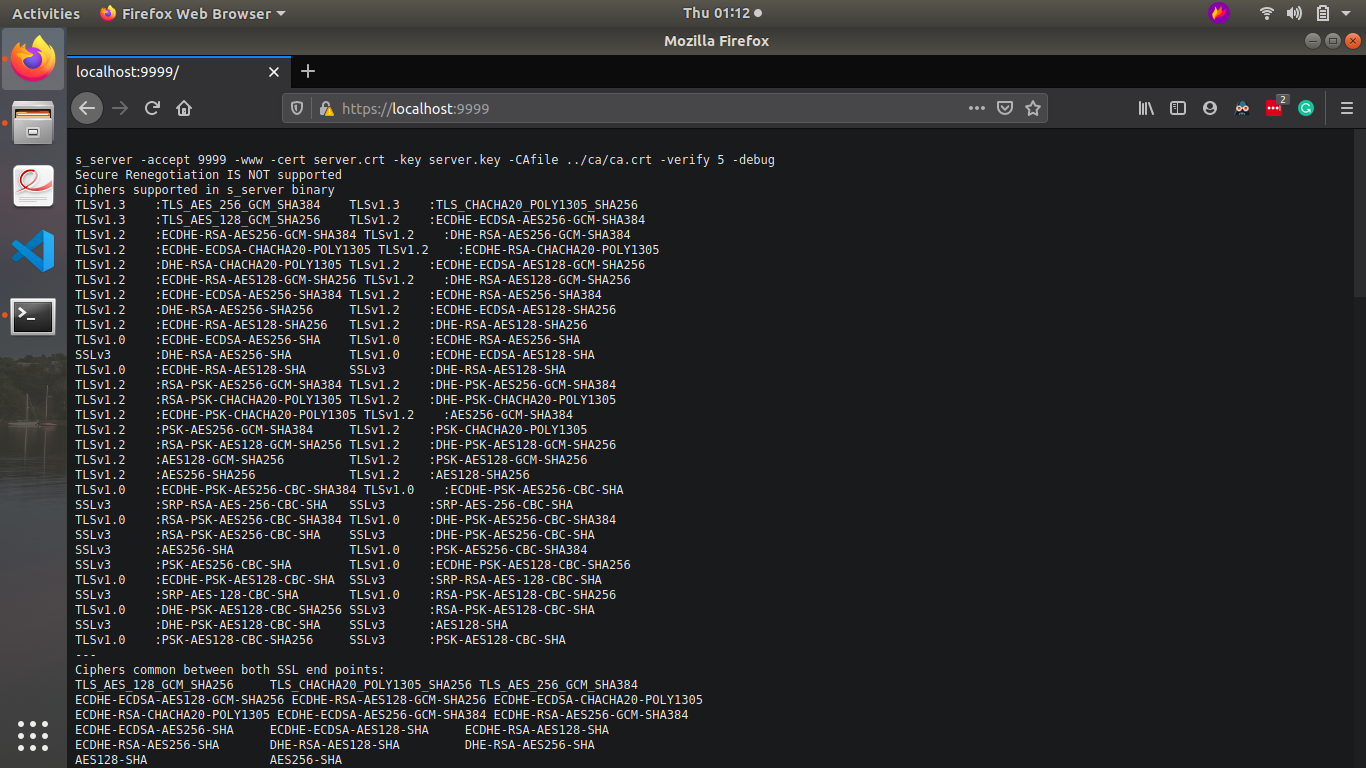 Activities Firefox Web Browser Thu 01:12
Mozilla Firefox
localhost:9999/
https://localhost:9999 2
s_server -accept 9999 -www -cert server.crt -key server.key -CAfile ../ca/ca.crt -verify 5 -debug
Secure Renegotiation IS NOT supported
Ciphers supported in s_server binary
TLSv1.3    :TLS_AES_256_GCM_SHA384    TLSv1.3    :TLS_CHACHA20_POLY1305_SHA256
TLSv1.3    :TLS_AES_128_GCM_SHA256    TLSv1.2    :ECDHE-ECDSA-AES256-GCM-SHA384
TLSv1.2    :ECDHE-RSA-AES256-GCM-SHA384 TLSv1.2    :DHE-RSA-AES256-GCM-SHA384
TLSv1.2    :ECDHE-ECDSA-CHACHA20-POLY1305 TLSv1.2    :ECDHE-RSA-CHACHA20-POLY1305
TLSv1.2    :DHE-RSA-CHACHA20-POLY1305 TLSv1.2    :ECDHE-ECDSA-AES128-GCM-SHA256
TLSv1.2    :ECDHE-RSA-AES128-GCM-SHA256 TLSv1.2    :DHE-RSA-AES128-GCM-SHA256
TLSv1.2    :ECDHE-ECDSA-AES256-SHA384 TLSv1.2    :ECDHE-RSA-AES256-SHA384
TLSv1.2    :DHE-RSA-AES256-SHA256     TLSv1.2    :ECDHE-ECDSA-AES128-SHA256
TLSv1.2    :ECDHE-RSA-AES128-SHA256   TLSv1.2    :DHE-RSA-AES128-SHA256
TLSv1.0    :ECDHE-ECDSA-AES256-SHA    TLSv1.0    :ECDHE-RSA-AES256-SHA
SSLv3      :DHE-RSA-AES256-SHA        TLSv1.0    :ECDHE-ECDSA-AES128-SHA
TLSv1.0    :ECDHE-RSA-AES128-SHA      SSLv3      :DHE-RSA-AES128-SHA
TLSv1.2    :RSA-PSK-AES256-GCM-SHA384 TLSv1.2    :DHE-PSK-AES256-GCM-SHA384
TLSv1.2    :RSA-PSK-CHACHA20-POLY1305 TLSv1.2    :DHE-PSK-CHACHA20-POLY1305
TLSv1.2    :ECDHE-PSK-CHACHA20-POLY1305 TLSv1.2    :AES256-GCM-SHA384
TLSv1.2    :PSK-AES256-GCM-SHA384     TLSv1.2    :PSK-CHACHA20-POLY1305
TLSv1.2    :RSA-PSK-AES128-GCM-SHA256 TLSv1.2    :DHE-PSK-AES128-GCM-SHA256
TLSv1.2    :AES128-GCM-SHA256         TLSv1.2    :PSK-AES128-GCM-SHA256
TLSv1.2    :AES256-SHA256             TLSv1.2    :AES128-SHA256
TLSv1.0    :ECDHE-PSK-AES256-CBC-SHA384 TLSv1.0    :ECDHE-PSK-AES256-CBC-SHA
SSLv3      :SRP-RSA-AES-256-CBC-SHA   SSLv3      :SRP-AES-256-CBC-SHA
TLSv1.0    :RSA-PSK-AES256-CBC-SHA384 TLSv1.0    :DHE-PSK-AES256-CBC-SHA384
SSLv3      :RSA-PSK-AES256-CBC-SHA    SSLv3      :DHE-PSK-AES256-CBC-SHA
SSLv3      :AES256-SHA                TLSv1.0    :PSK-AES256-CBC-SHA384
SSLv3      :PSK-AES256-CBC-SHA        TLSv1.0    :ECDHE-PSK-AES128-CBC-SHA256
TLSv1.0    :ECDHE-PSK-AES128-CBC-SHA  SSLv3      :SRP-RSA-AES-128-CBC-SHA
SSLv3      :SRP-AES-128-CBC-SHA       TLSv1.0    :RSA-PSK-AES128-CBC-SHA256
TLSv1.0    :DHE-PSK-AES128-CBC-SHA256 SSLv3      :RSA-PSK-AES128-CBC-SHA
SSLv3      :DHE-PSK-AES128-CBC-SHA    SSLv3      :AES128-SHA
TLSv1.0    :PSK-AES128-CBC-SHA256     SSLv3      :PSK-AES128-CBC-SHA
---
Ciphers common between both SSL end points:
TLS_AES_128_GCM_SHA256     TLS_CHACHA20_POLY1305_SHA256 TLS_AES_256_GCM_SHA384
ECDHE-ECDSA-AES128-GCM-SHA256 ECDHE-RSA-AES128-GCM-SHA256 ECDHE-ECDSA-CHACHA20-POLY1305
ECDHE-RSA-CHACHA20-POLY1305 ECDHE-ECDSA-AES256-GCM-SHA384 ECDHE-RSA-AES256-GCM-SHA384
ECDHE-ECDSA-AES256-SHA     ECDHE-ECDSA-AES128-SHA     ECDHE-RSA-AES128-SHA
ECDHE-RSA-AES256-SHA       DHE-RSA-AES128-SHA         DHE-RSA-AES256-SHA
AES128-SHA                 AES256-SHA